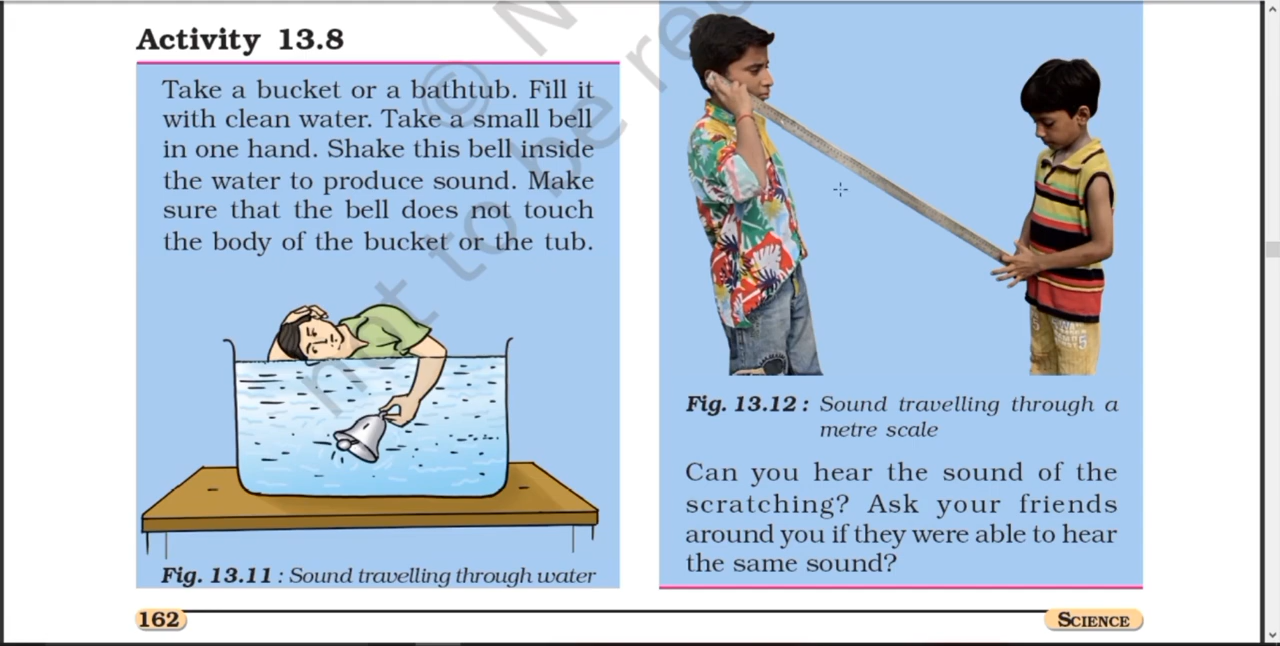 Activity 13.8
Take a bucket or a bathtub. Fill it
with clean water. Take a small bell
in one hand. Shake this bell inside
the water to produce sound. Make
sure that the bell does not touch
the body of the bucket or the tub.
Fig. 13.11 : Sound travelling through water
162
Fig. 13.12 : Sound travelling through a
metre scale
Can you hear the sound of the
scratching? Ask your friends
around you if they were able to hear
the same sound?
SCIENCE
© N
not to be re